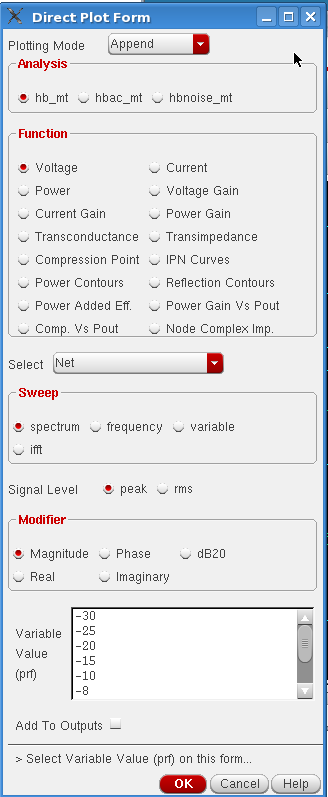 Direct Plot Form
Plotting Mode Append
Analysis
hb_mt hbac_mt hbnoise_mt
Function
Voltage Current
Power Voltage Gain
Current Gain Power Gain
Transconductance Transimpedance
Compression Point IPN Curves
Power Contours Reflection Contours
Power Added Eff. Power Gain Vs Pout
Comp. Vs Pout Node Complex Imp.
Select Net
Sweep
spectrum frequency variable
ifft
Signal Level peak rms
Modifier
Magnitude Phase dB20
Real Imaginary
Variable
Value
(prf)
-30
-25
-20
-15
-10
-8
Add To Outputs
> Select Variable Value (prf) on this form...
OK Cancel Help